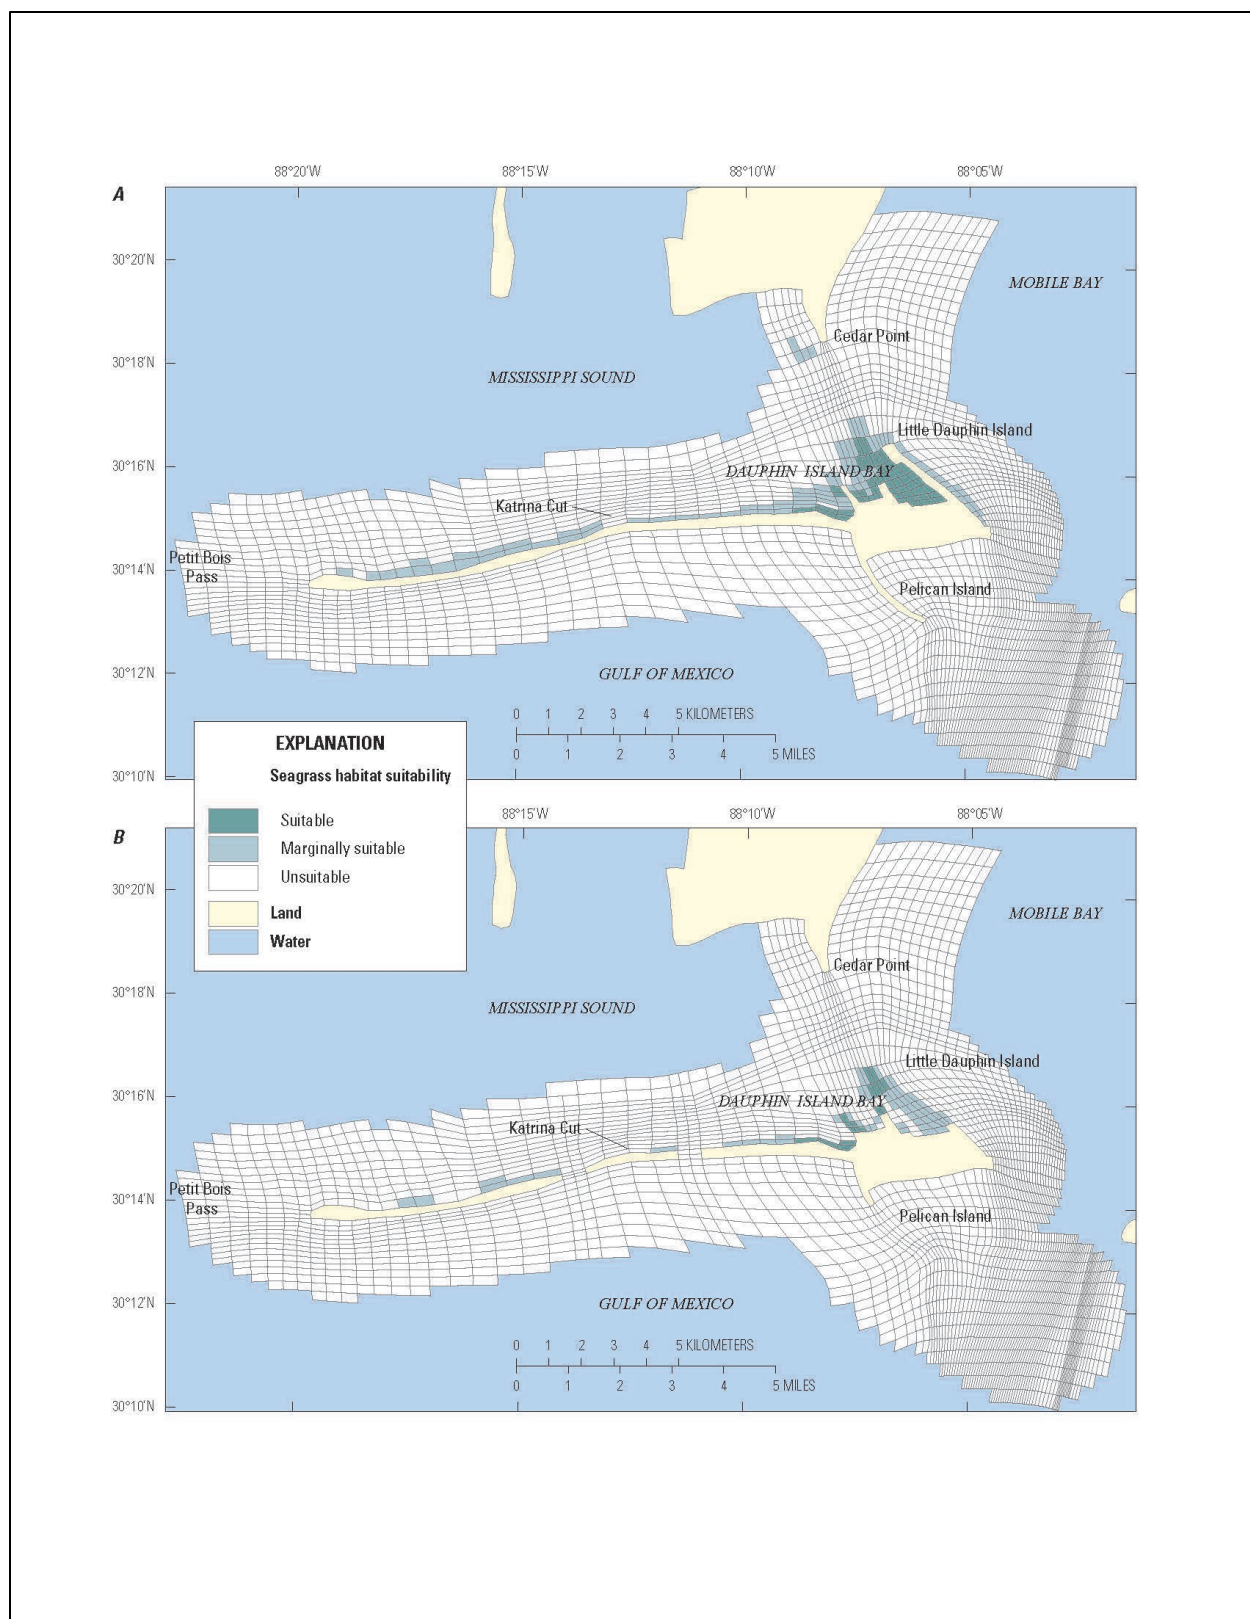 A
88°20'W 88°15'W 88°10'W 88°05'W
30°20'N
MOBILE BAY
Cedar Point
30°18'N
MISSISSIPPI SOUND
Little Dauphin Island
30°16'N
DAUPHIN ISLAND BAY
Katrina Cut
Petit Bois
Pass
30°14'N
Pelican Island
30°12'N
GULF OF MEXICO
0 1 2 3 4 5 KILOMETERS
0 1 2 3 4 5 MILES
30°10'N
EXPLANATION
Seagrass habitat suitability
Suitable
Marginally suitable
Unsuitable
Land
Water
B
88°15'W 88°10'W 88°05'W
30°20'N
MOBILE BAY
Cedar Point
30°18'N
MISSISSIPPI SOUND
Little Dauphin Island
30°16'N
DAUPHIN ISLAND BAY
Katrina Cut
Petit Bois
Pass
30°14'N
Pelican Island
30°12'N
GULF OF MEXICO
0 1 2 3 4 5 KILOMETERS
0 1 2 3 4 5 MILES
30°10'N